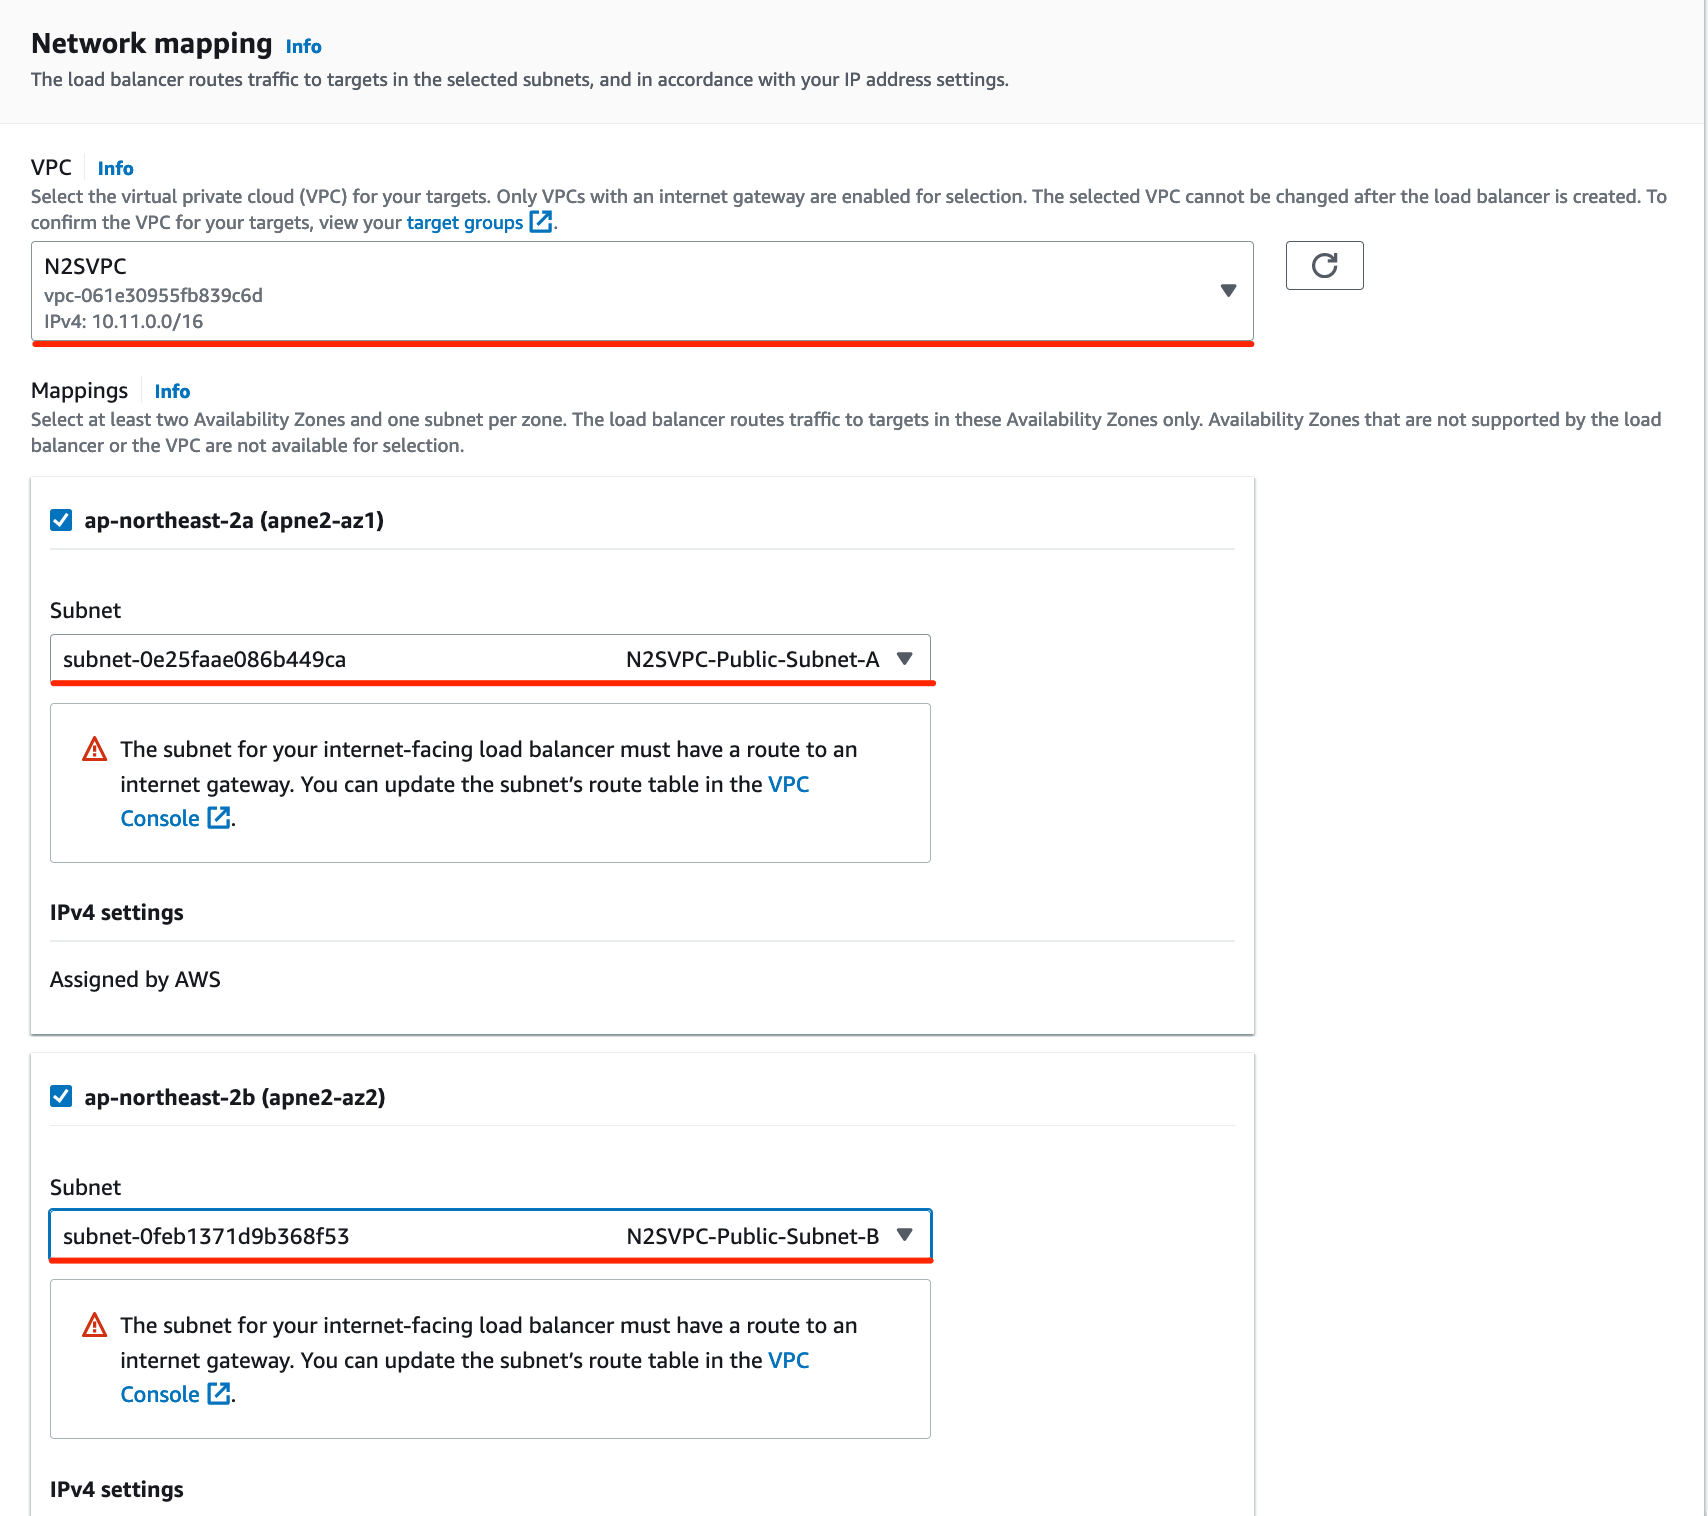 Network mapping Info
The load balancer routes traffic to targets in the selected subnets, and in accordance with your IP address settings.
VPC Info
Select the virtual private cloud (VPC) for your targets. Only VPCs with an internet gateway are enabled for selection. The selected VPC cannot be changed after the load balancer is created. To
confirm the VPC for your targets, view your target groups.
N2SVPC
vpc-061e30955fb839c6d
IPv4: 10.11.0.0/16
Mappings Info
Select at least two Availability Zones and one subnet per zone. The load balancer routes traffic to targets in these Availability Zones only. Availability Zones that are not supported by the load
balancer or the VPC are not available for selection.
ap-northeast-2a (apne2-az1)
Subnet
subnet-0e25faae086b449ca N2SVPC-Public-Subnet-A
The subnet for your internet-facing load balancer must have a route to an
internet gateway. You can update the subnet’s route table in the VPC
Console.
IPv4 settings
Assigned by AWS
ap-northeast-2b (apne2-az2)
Subnet
subnet-0feb1371d9b368f53 N2SVPC-Public-Subnet-B
The subnet for your internet-facing load balancer must have a route to an
internet gateway. You can update the subnet’s route table in the VPC
Console.
IPv4 settings